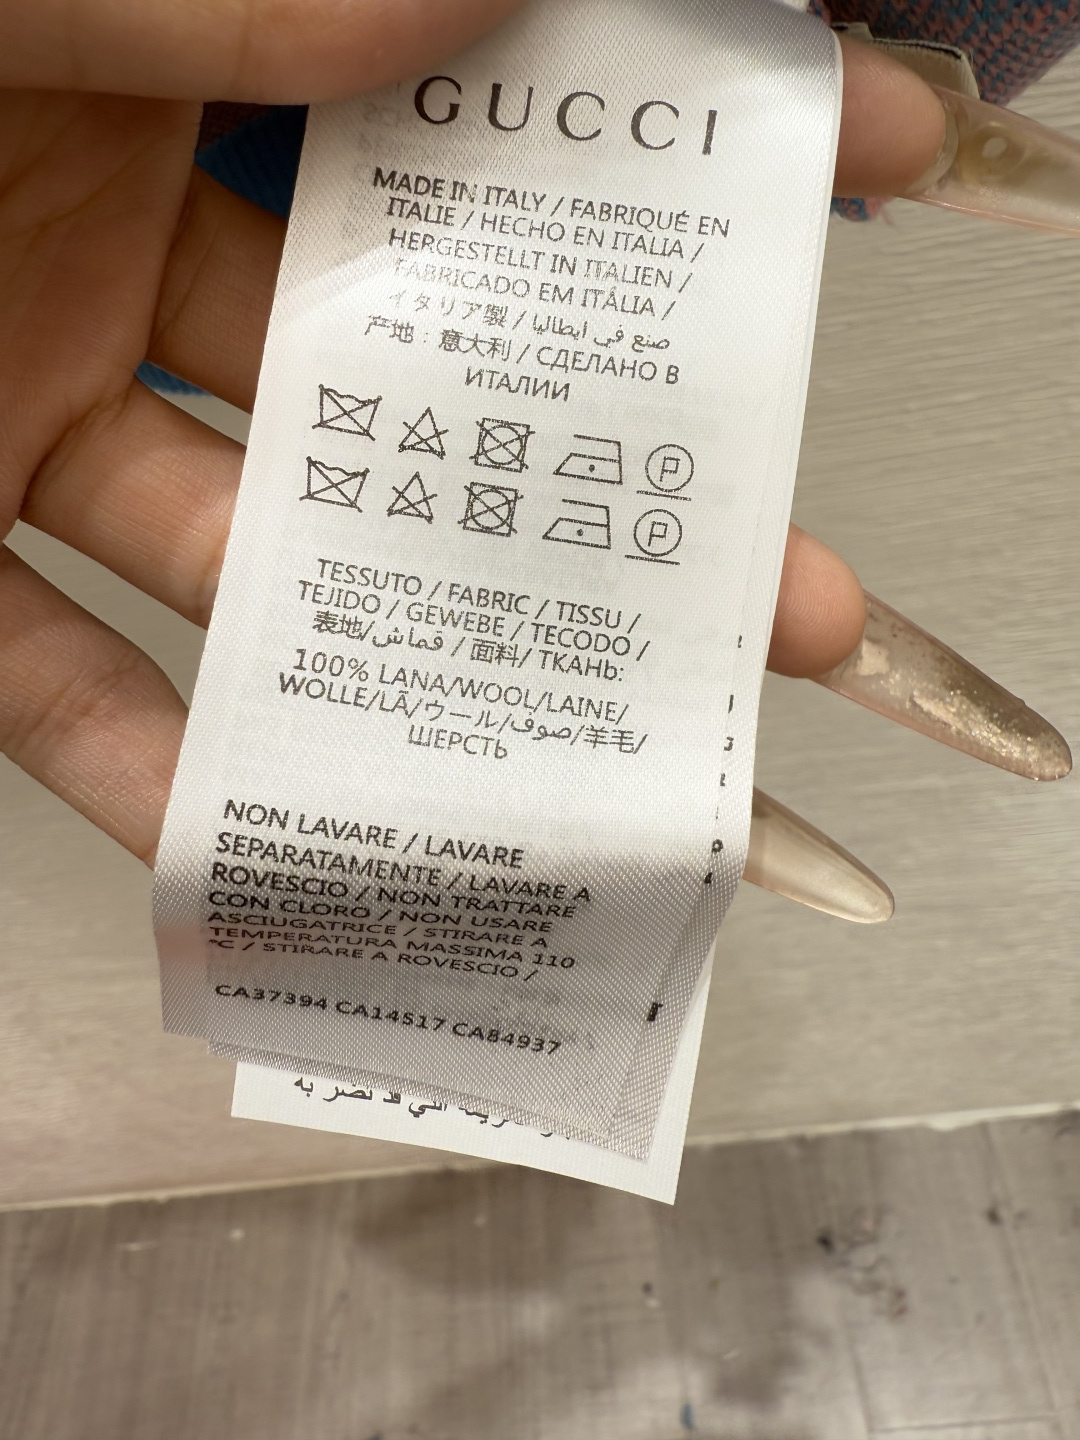 GUCCI
MADE IN ITALY / FABRIQUÉ EN
ITALIE / HECHO EN ITALIA /
HERGESTELLT IN ITALIEN /
FABRICADO EM ITÁLIA /
イタリア製 / صنع في ايطاليا
产地 : 意大利 / СДЕЛАНО В
ИТАЛИИ
P
P
TESSUTO / FABRIC / TISSU /
TEJIDO / GEWEBE / TECODO /
表地/قماش / 面料/ ТКАНЬ:
100% LANA/WOOL/LAINE/
WOLLE/LÃ/ウール/صوف/羊毛/
ШЕРСТЬ
NON LAVARE / LAVARE
SEPARATAMENTE / LAVARE A
ROVESCIO / NON TRATTARE
CON CLORO / NON USARE
ASCIUGATRICE / STIRARE A
TEMPERATURA MASSIMA 110
°C / STIRARE A ROVESCIO /
CA37394 CA14517 CA84937
التي قد تضر به